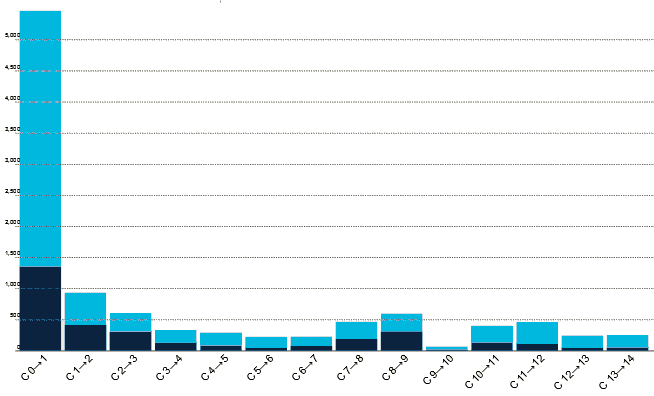 5,000
4,500
4,000
3,500
3,000
2,500
2,000
1,500
1,000
500
0
C 0→1
C 1→2
C 2→3
C 3→4
C 4→5
C 5→6
C 6→7
C 7→8
C 8→9
C 9→10
C 10→11
C 11→12
C 12→13
C 13→14